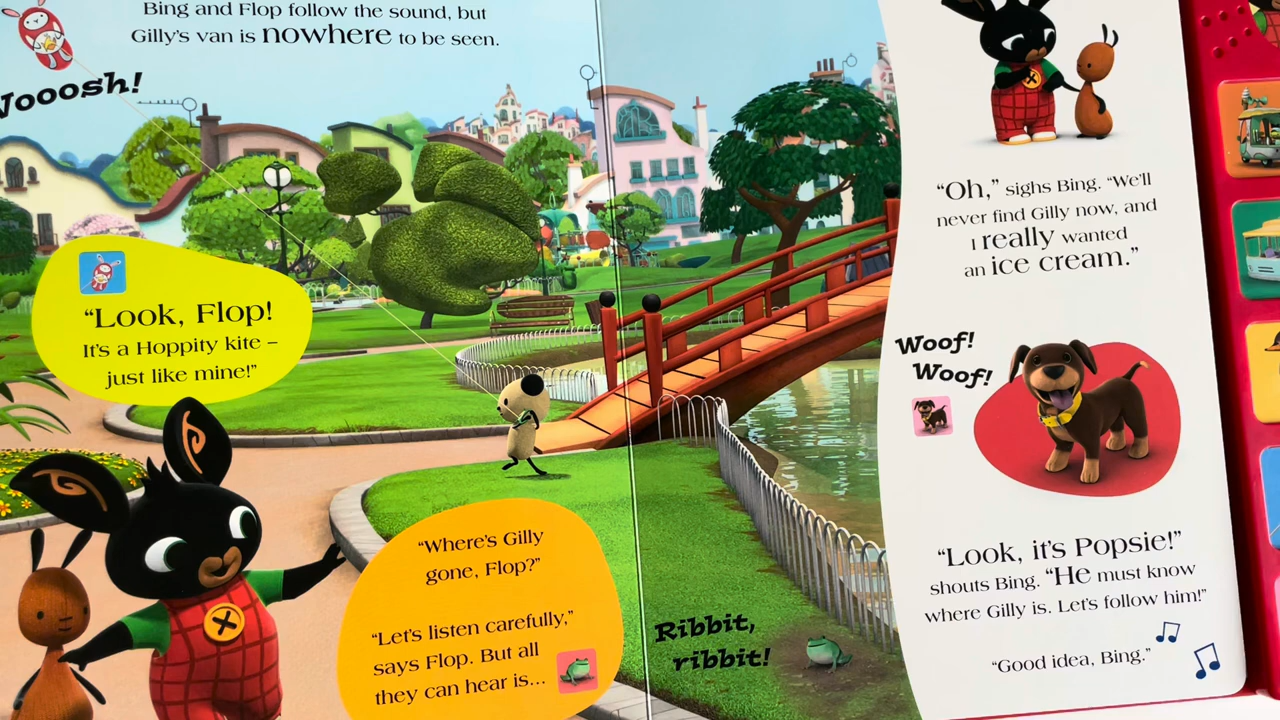 Bing and Flop follow the sound, but
Gilly's van is nowhere to be seen.
Wooosh!
"Look, Flop!
It's a Hoppity kite –
just like mine!"
"Where's Gilly
gone, Flop?"
"Let's listen carefully,"
says Flop. But all
they can hear is...
Ribbit,
ribbit!
"Oh," sighs Bing. "We'll
never find Gilly now, and
I really wanted
an ice cream."
Woof!
Woof!
"Look, it's Popsie!"
shouts Bing. "He must know
where Gilly is. Let's follow him!"
"Good idea, Bing."